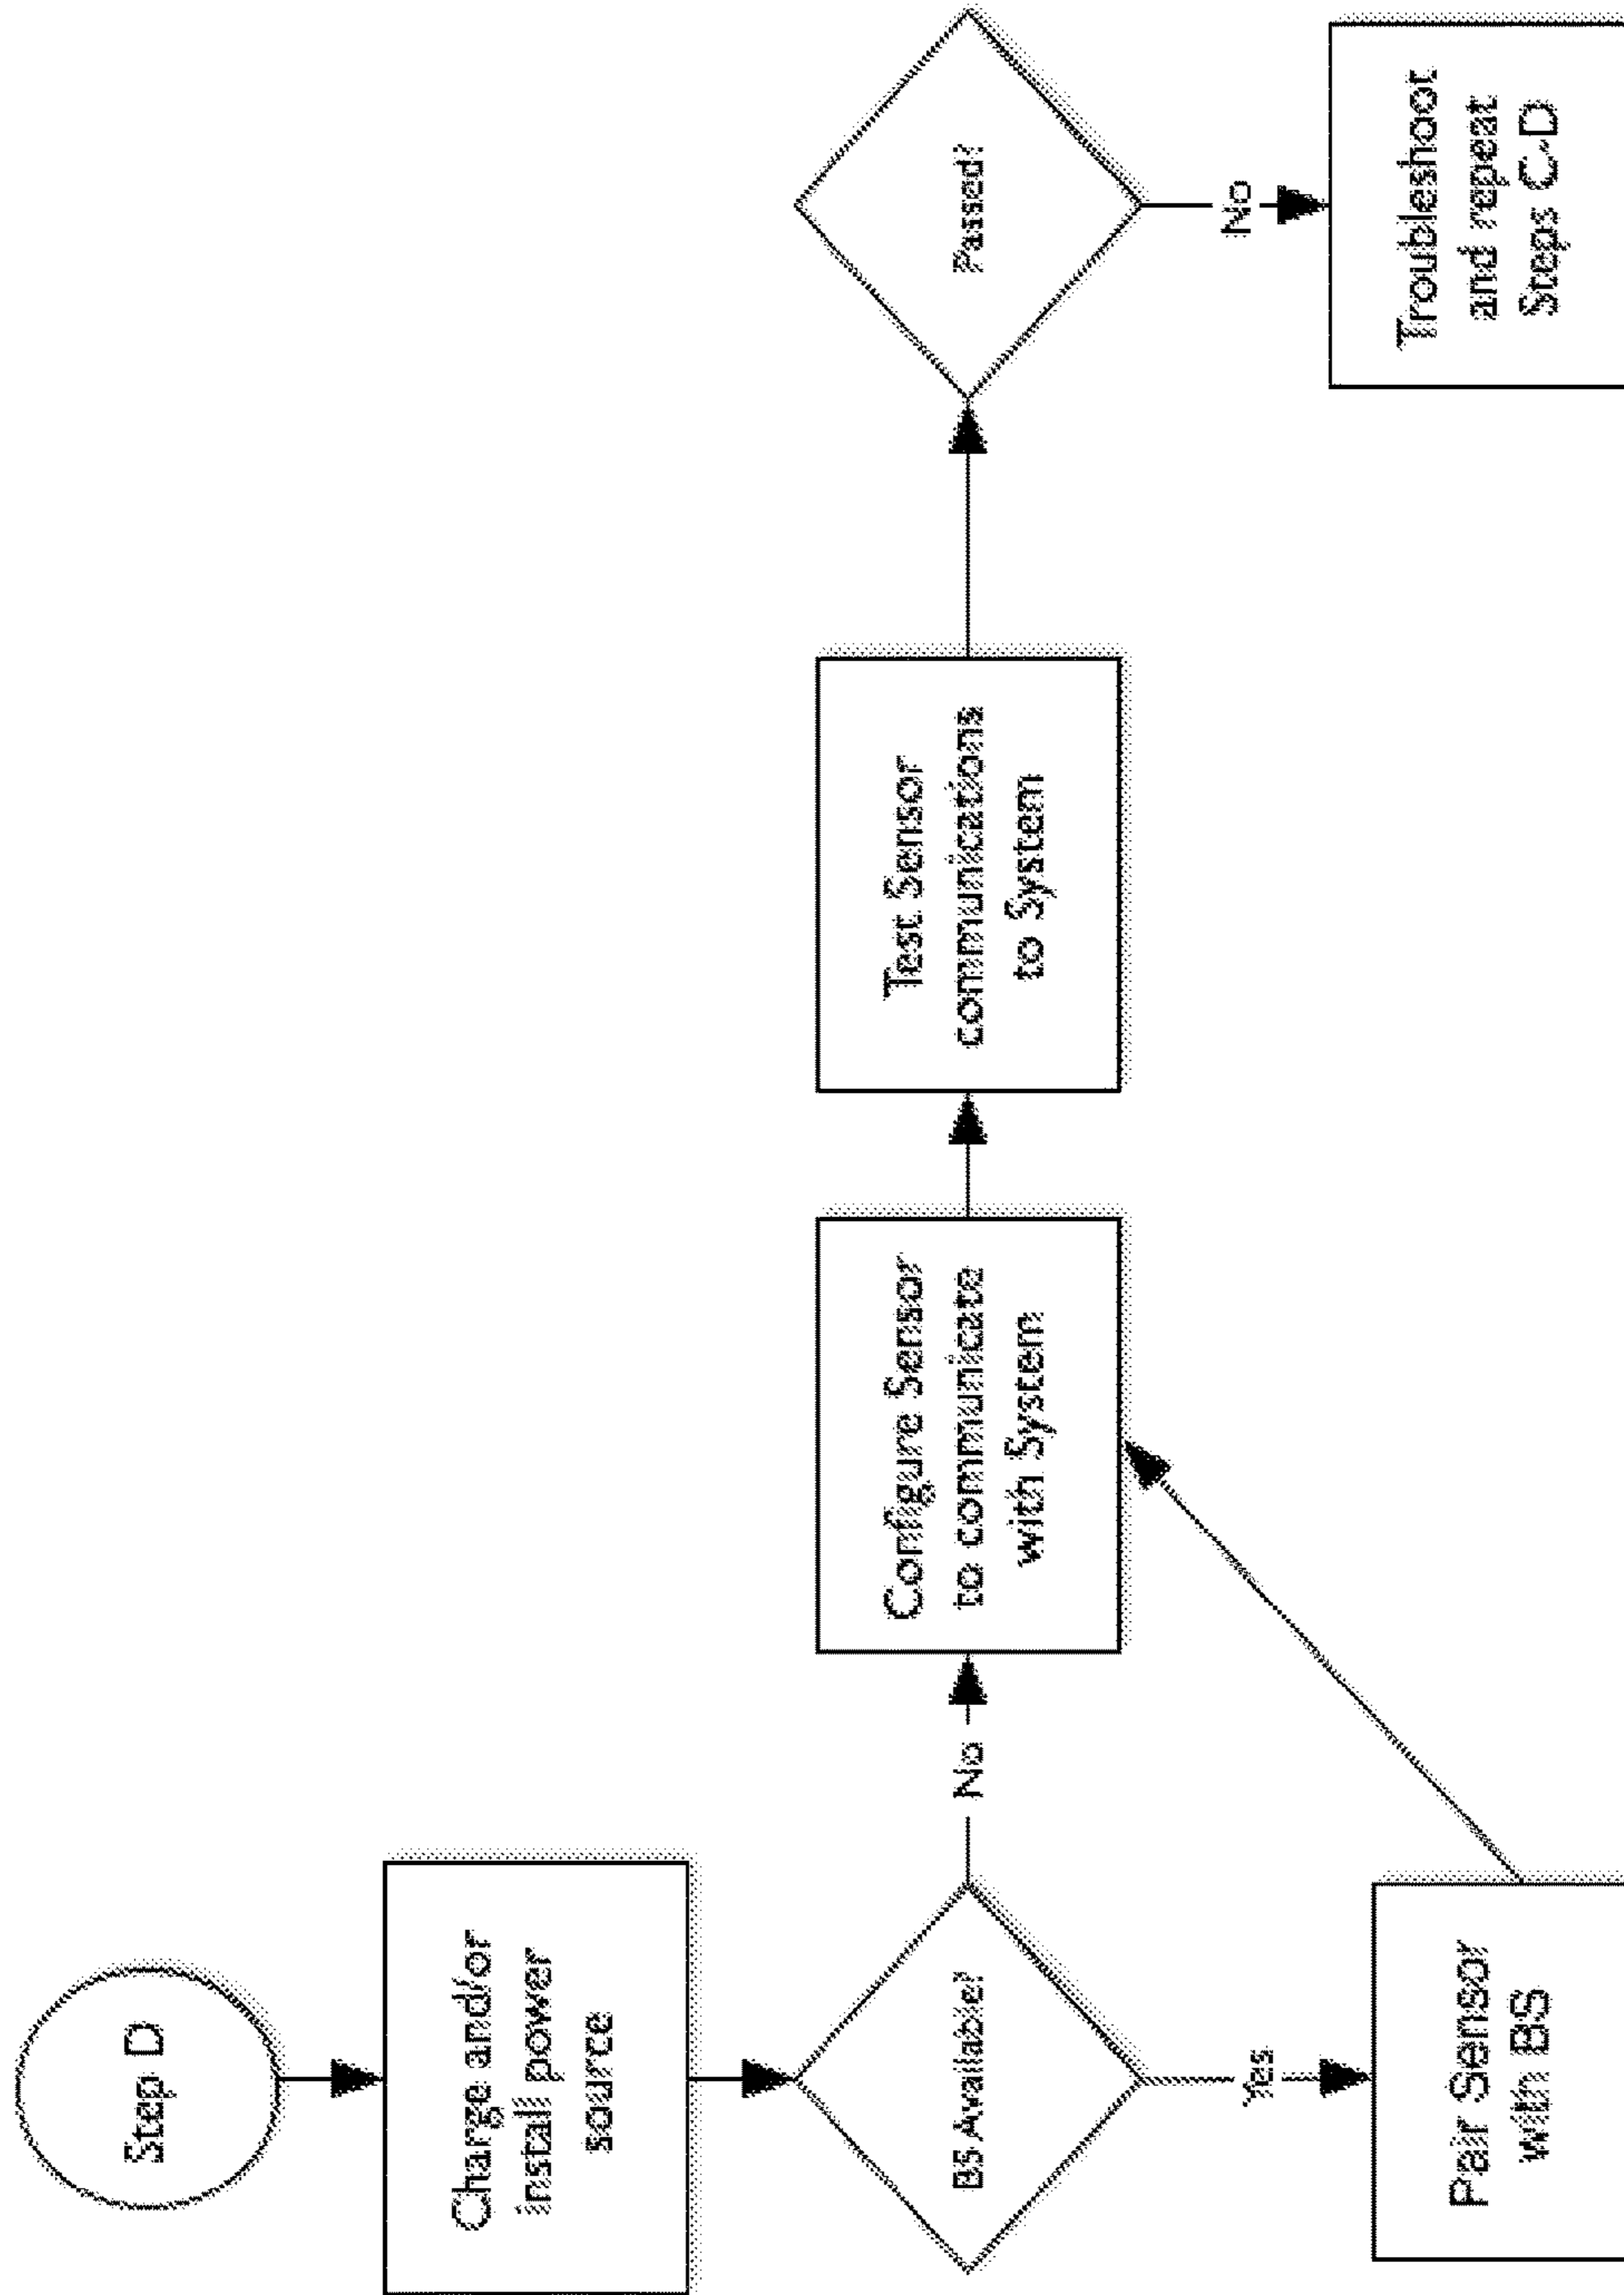 Step D
Charge and/or
install power
source
BS Available?
No
Yes
Pair Sensor
with BS
Configure Sensor
to communicate
with System
Test Sensor
communications
to System
Passed?
No
Troubleshoot
and repeat
Steps C-D